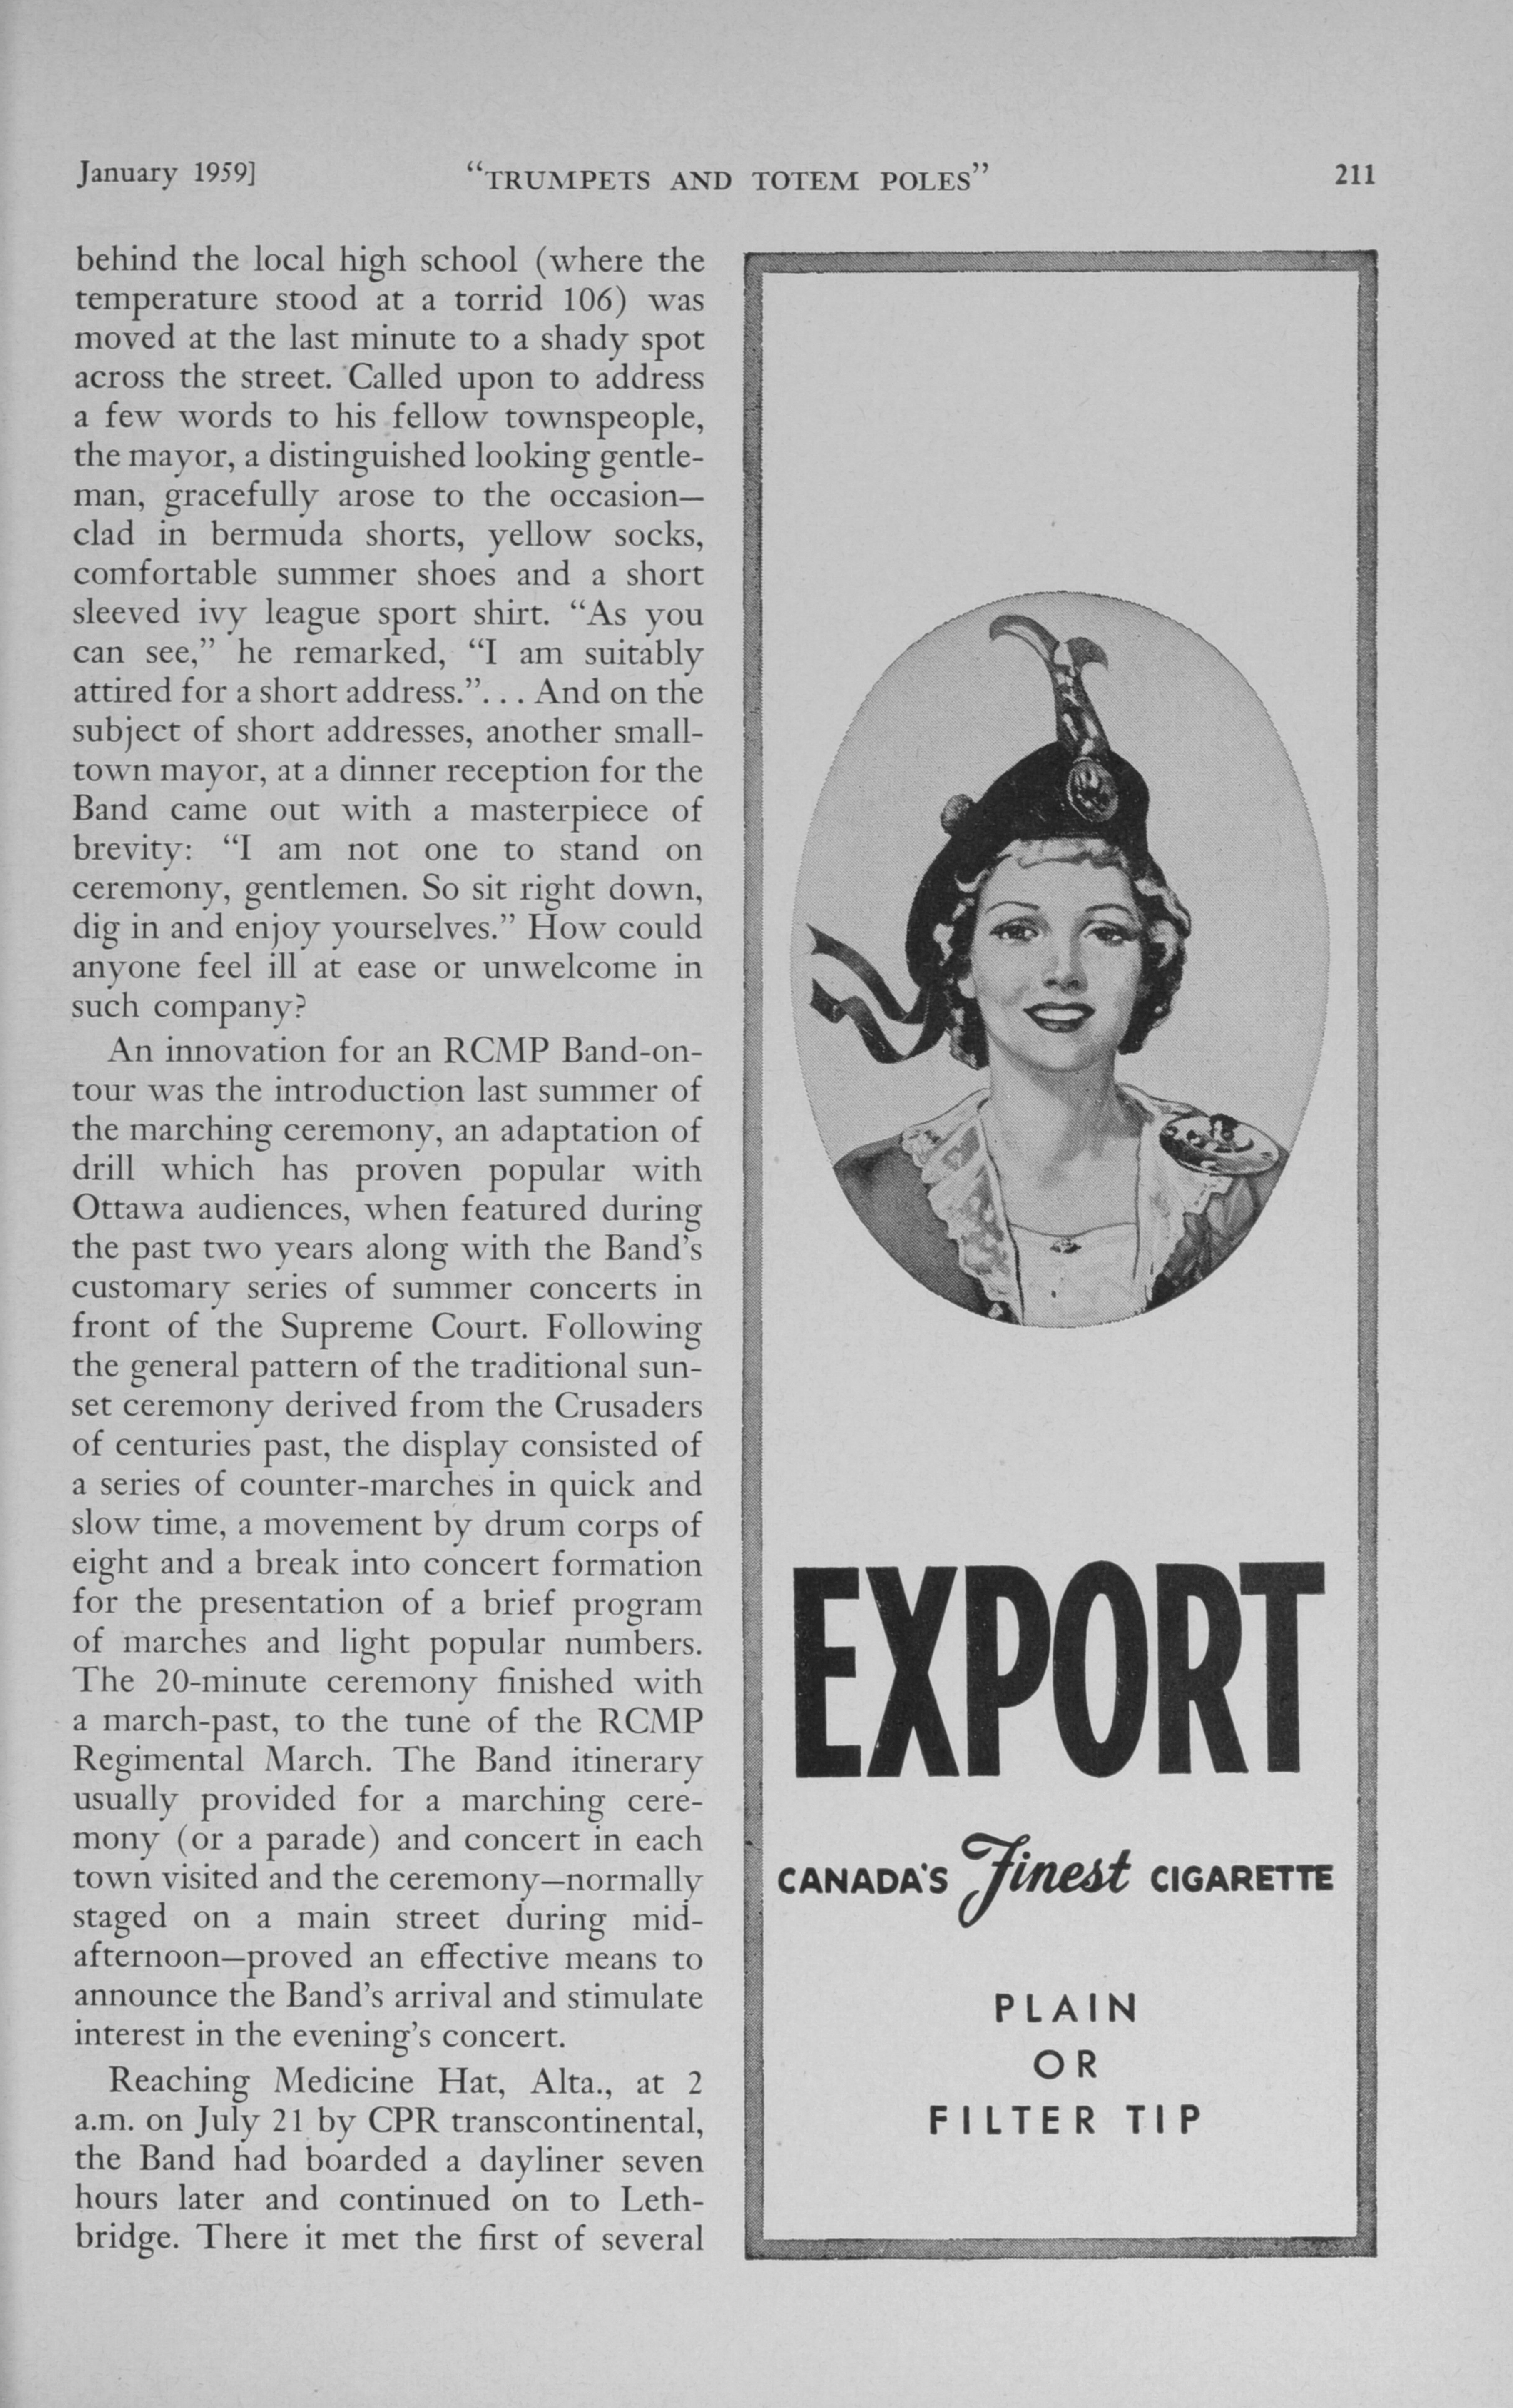 January 1959]
"TRUMPETS AND TOTEM POLES"
211
behind the local high school (where the
temperature stood at a torrid 106) was
moved at the last minute to a shady spot
across the street. Called upon to address
a few words to his fellow townspeople,
the mayor, a distinguished looking gentle-
man, gracefully arose to the occasion—
clad in bermuda shorts, yellow socks,
comfortable summer shoes and a short
sleeved ivy league sport shirt. "As you
can see," he remarked, "I am suitably
attired for a short address.". . . And on the
subject of short addresses, another small-
town mayor, at a dinner reception for the
Band came out with a masterpiece of
brevity: "I am not one to stand on
ceremony, gentlemen. So sit right down,
dig in and enjoy yourselves." How could
anyone feel ill at ease or unwelcome in
such company?
An innovation for an RCMP Band-on-
tour was the introduction last summer of
the marching ceremony, an adaptation of
drill which has proven popular with
Ottawa audiences, when featured during
the past two years along with the Band's
customary series of summer concerts in
front of the Supreme Court. Following
the general pattern of the traditional sun-
set ceremony derived from the Crusaders
of centuries past, the display consisted of
a series of counter-marches in quick and
slow time, a movement by drum corps of
eight and a break into concert formation
for the presentation of a brief program
of marches and light popular numbers.
The 20-minute ceremony finished with
a march-past, to the tune of the RCMP
Regimental March. The Band itinerary
usually provided for a marching cere-
mony (or a parade) and concert in each
town visited and the ceremony—normally
staged on a main street during mid-
afternoon—proved an effective means to
announce the Band's arrival and stimulate
interest in the evening's concert.
Reaching Medicine Hat, Alta., at 2
a.m. on July 21 by CPR transcontinental,
the Band had boarded a dayliner seven
hours later and continued on to Leth-
bridge. There it met the first of several
EXPORT
CANADA'S Finest CIGARETTE
PLAIN
OR
FILTER TIP